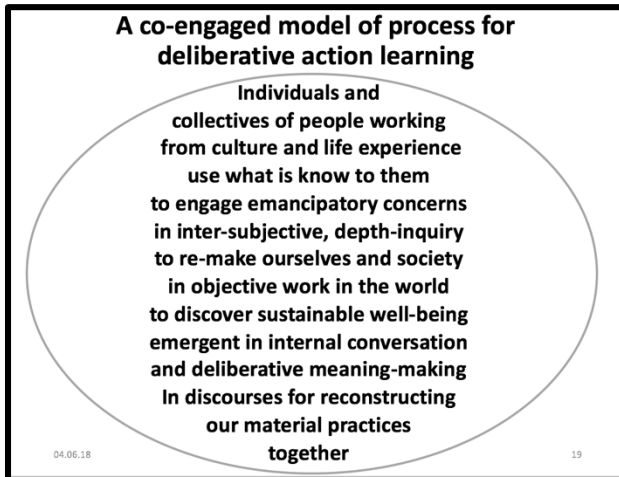 A co-engaged model of process for
deliberative action learning
Individuals and
collectives of people working
from culture and life experience
use what is know to them
to engage emancipatory concerns
in inter-subjective, depth-inquiry
to re-make ourselves and society
in objective work in the world
to discover sustainable well-being
emergent in internal conversation
and deliberative meaning-making
In discourses for reconstructing
our material practices
together
04.06.18
19